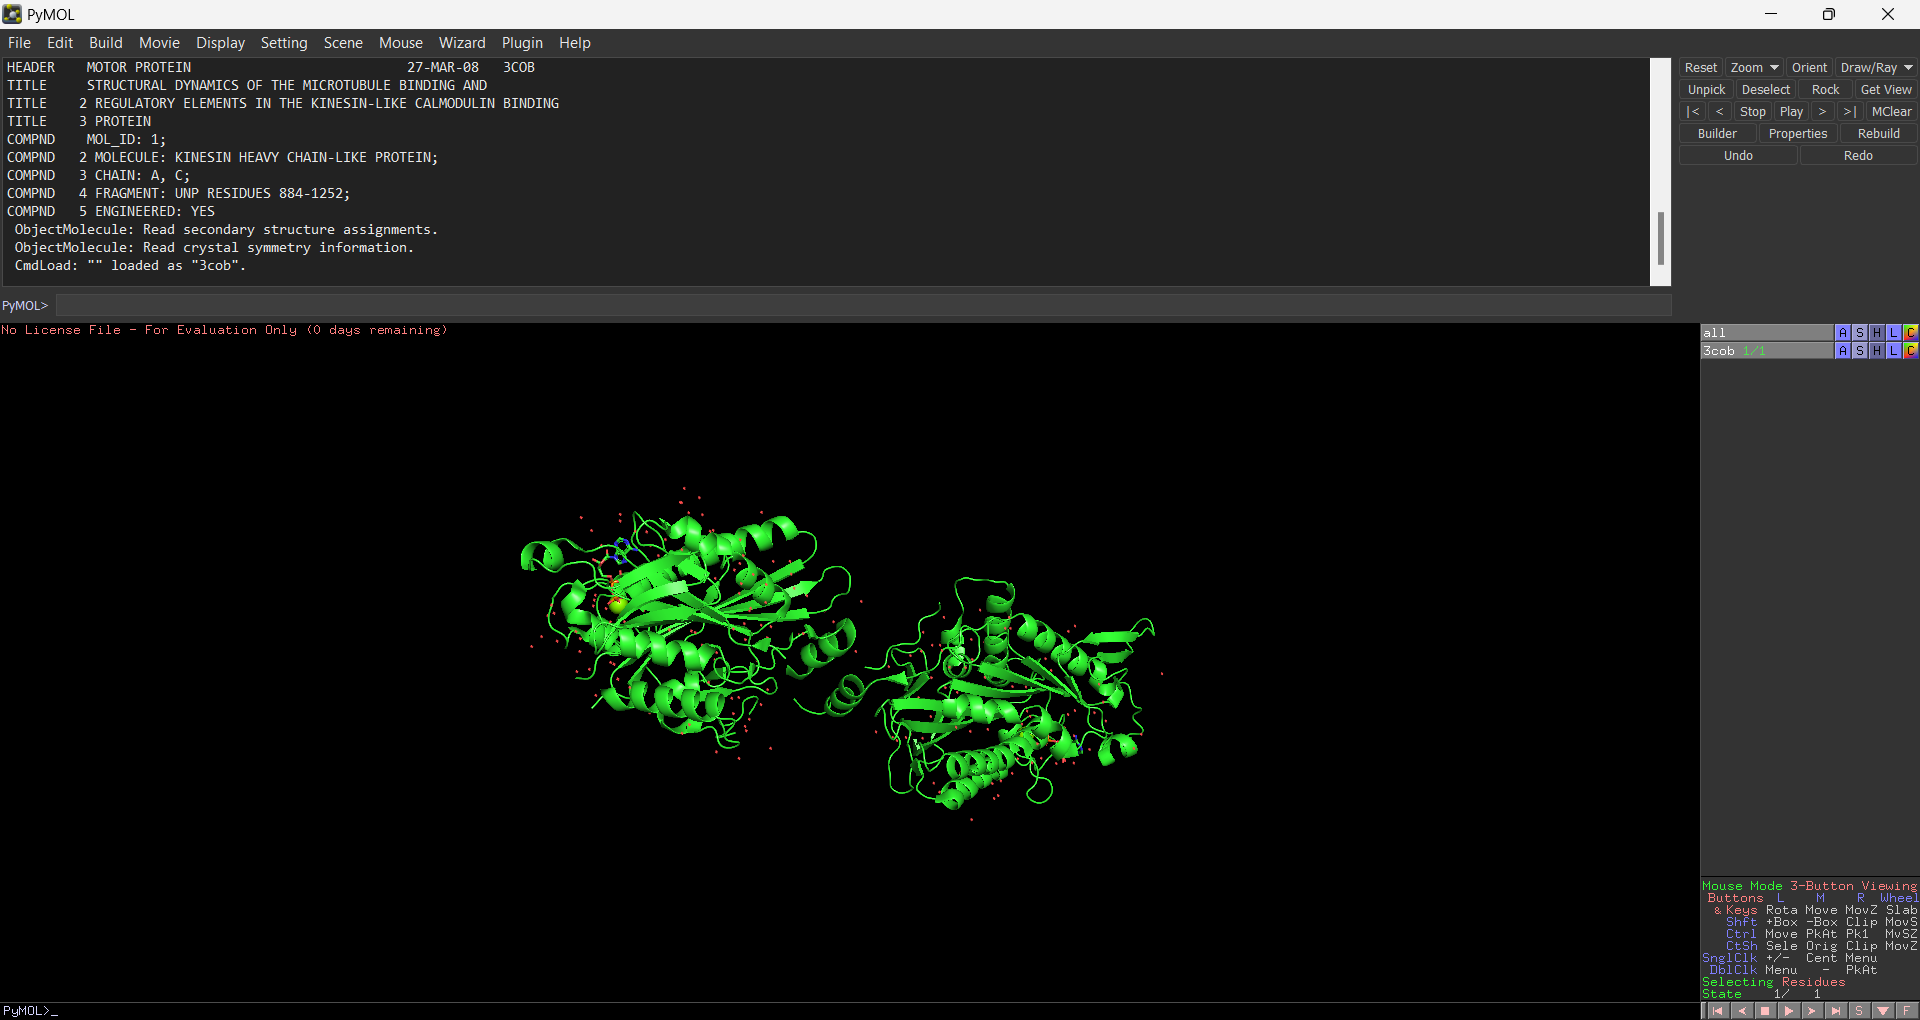 PyMOL
File Edit Build Movie Display Setting Scene Mouse Wizard Plugin Help
HEADER    MOTOR PROTEIN                           27-MAR-08   3COB
TITLE     STRUCTURAL DYNAMICS OF THE MICROTUBULE BINDING AND
TITLE    2 REGULATORY ELEMENTS IN THE KINESIN-LIKE CALMODULIN BINDING
TITLE    3 PROTEIN
COMPND    MOL_ID: 1;
COMPND   2 MOLECULE: KINESIN HEAVY CHAIN-LIKE PROTEIN;
COMPND   3 CHAIN: A, C;
COMPND   4 FRAGMENT: UNP RESIDUES 884-1252;
COMPND   5 ENGINEERED: YES
ObjectMolecule: Read secondary structure assignments.
ObjectMolecule: Read crystal symmetry information.
CmdLoad: "" loaded as "3cob".
Reset Zoom Orient Draw/Ray
Unpick Deselect Rock Get View
|< < Stop Play > >| MClear
Builder Properties Rebuild
Undo Redo
PyMOL>
No License File - For Evaluation Only (0 days remaining)
all A S H L C
3cob 1/1 A S H L C
Mouse Mode 3-Button Viewing
Buttons L M R Wheel
& Keys Rota Move MovZ Slab
Shft +Box -Box Clip MovS
Ctrl Move PkAt Pk1 MvSZ
CtSh Sele Orig Clip MovZ
SnglClk +/- Cent Menu
DblClk Menu - PkAt
Selecting Residues
State 1/ 1
S F
PyMOL>_